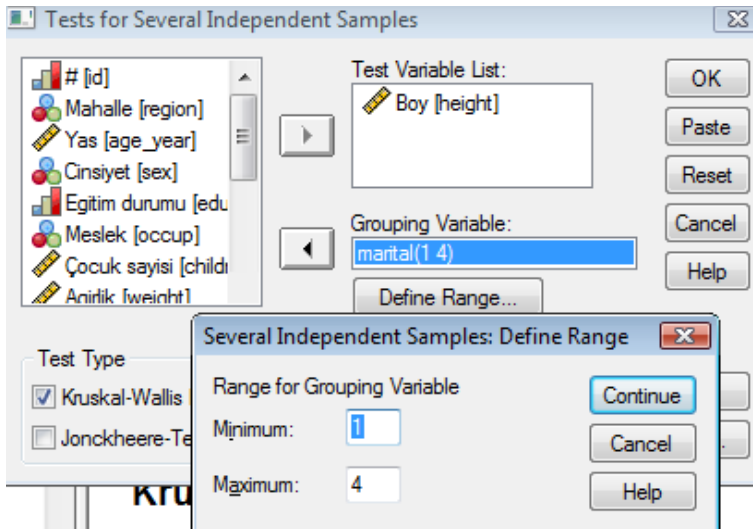 Tests for Several Independent Samples
# [id]
Mahalle [region]
Yas [age_year]
Cinsiyet [sex]
Egitim durumu [edu
Meslek [occup]
Çocuk sayisi [childr
Agirlik [weight]
Test Variable List:
Boy [height]
Grouping Variable:
marital(1 4)
Define Range...
OK
Paste
Reset
Cancel
Help
Test Type
Kruskal-Wallis
Jonckheere-Te
Several Independent Samples: Define Range
Range for Grouping Variable
Minimum: 1
Maximum: 4
Continue
Cancel
Help
Kru